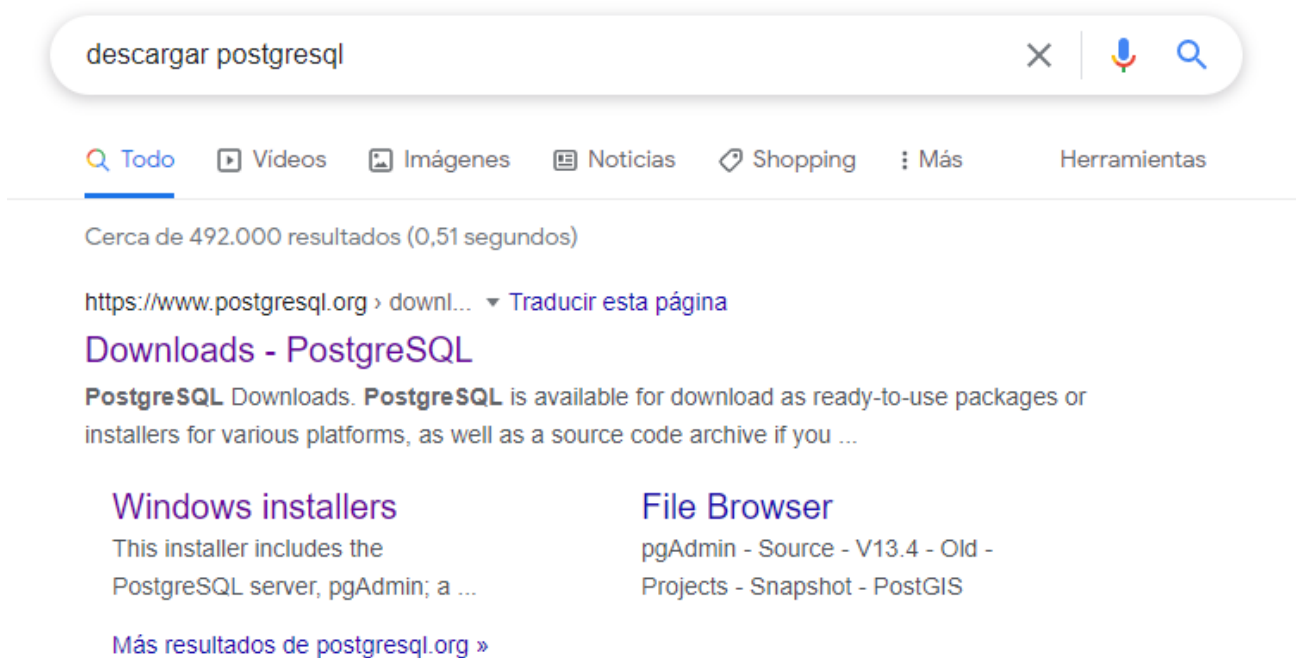 descargar postgresql
Todo Vídeos Imágenes Noticias Shopping Más Herramientas
Cerca de 492.000 resultados (0,51 segundos)
https://www.postgresql.org › downl... Traducir esta página
Downloads - PostgreSQL
PostgreSQL Downloads. PostgreSQL is available for download as ready-to-use packages or
installers for various platforms, as well as a source code archive if you ...
Windows installers
This installer includes the
PostgreSQL server, pgAdmin; a ...
File Browser
pgAdmin - Source - V13.4 - Old -
Projects - Snapshot - PostGIS
Más resultados de postgresql.org »